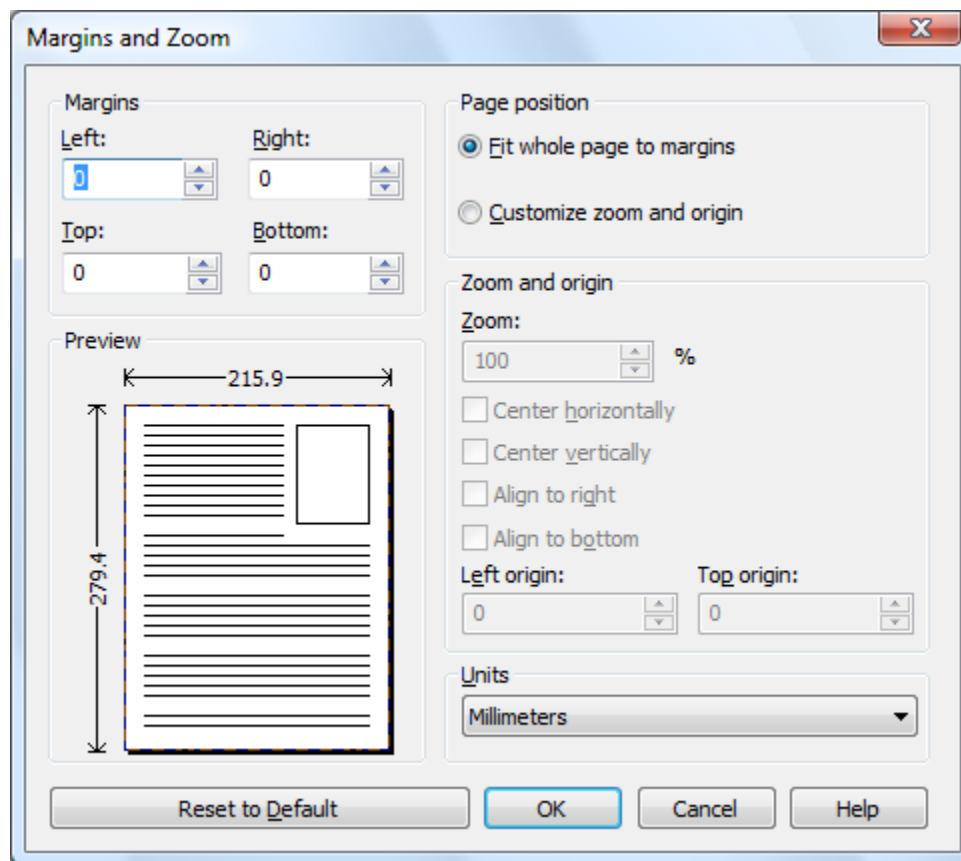 Margins and Zoom
Margins
Left:
Right:
0
0
Top:
Bottom:
0
0
Preview
215.9
279.4
Page position
Fit whole page to margins
Customize zoom and origin
Zoom and origin
Zoom:
100
%
Center horizontally
Center vertically
Align to right
Align to bottom
Left origin:
Top origin:
0
0
Units
Millimeters
Reset to Default
OK
Cancel
Help